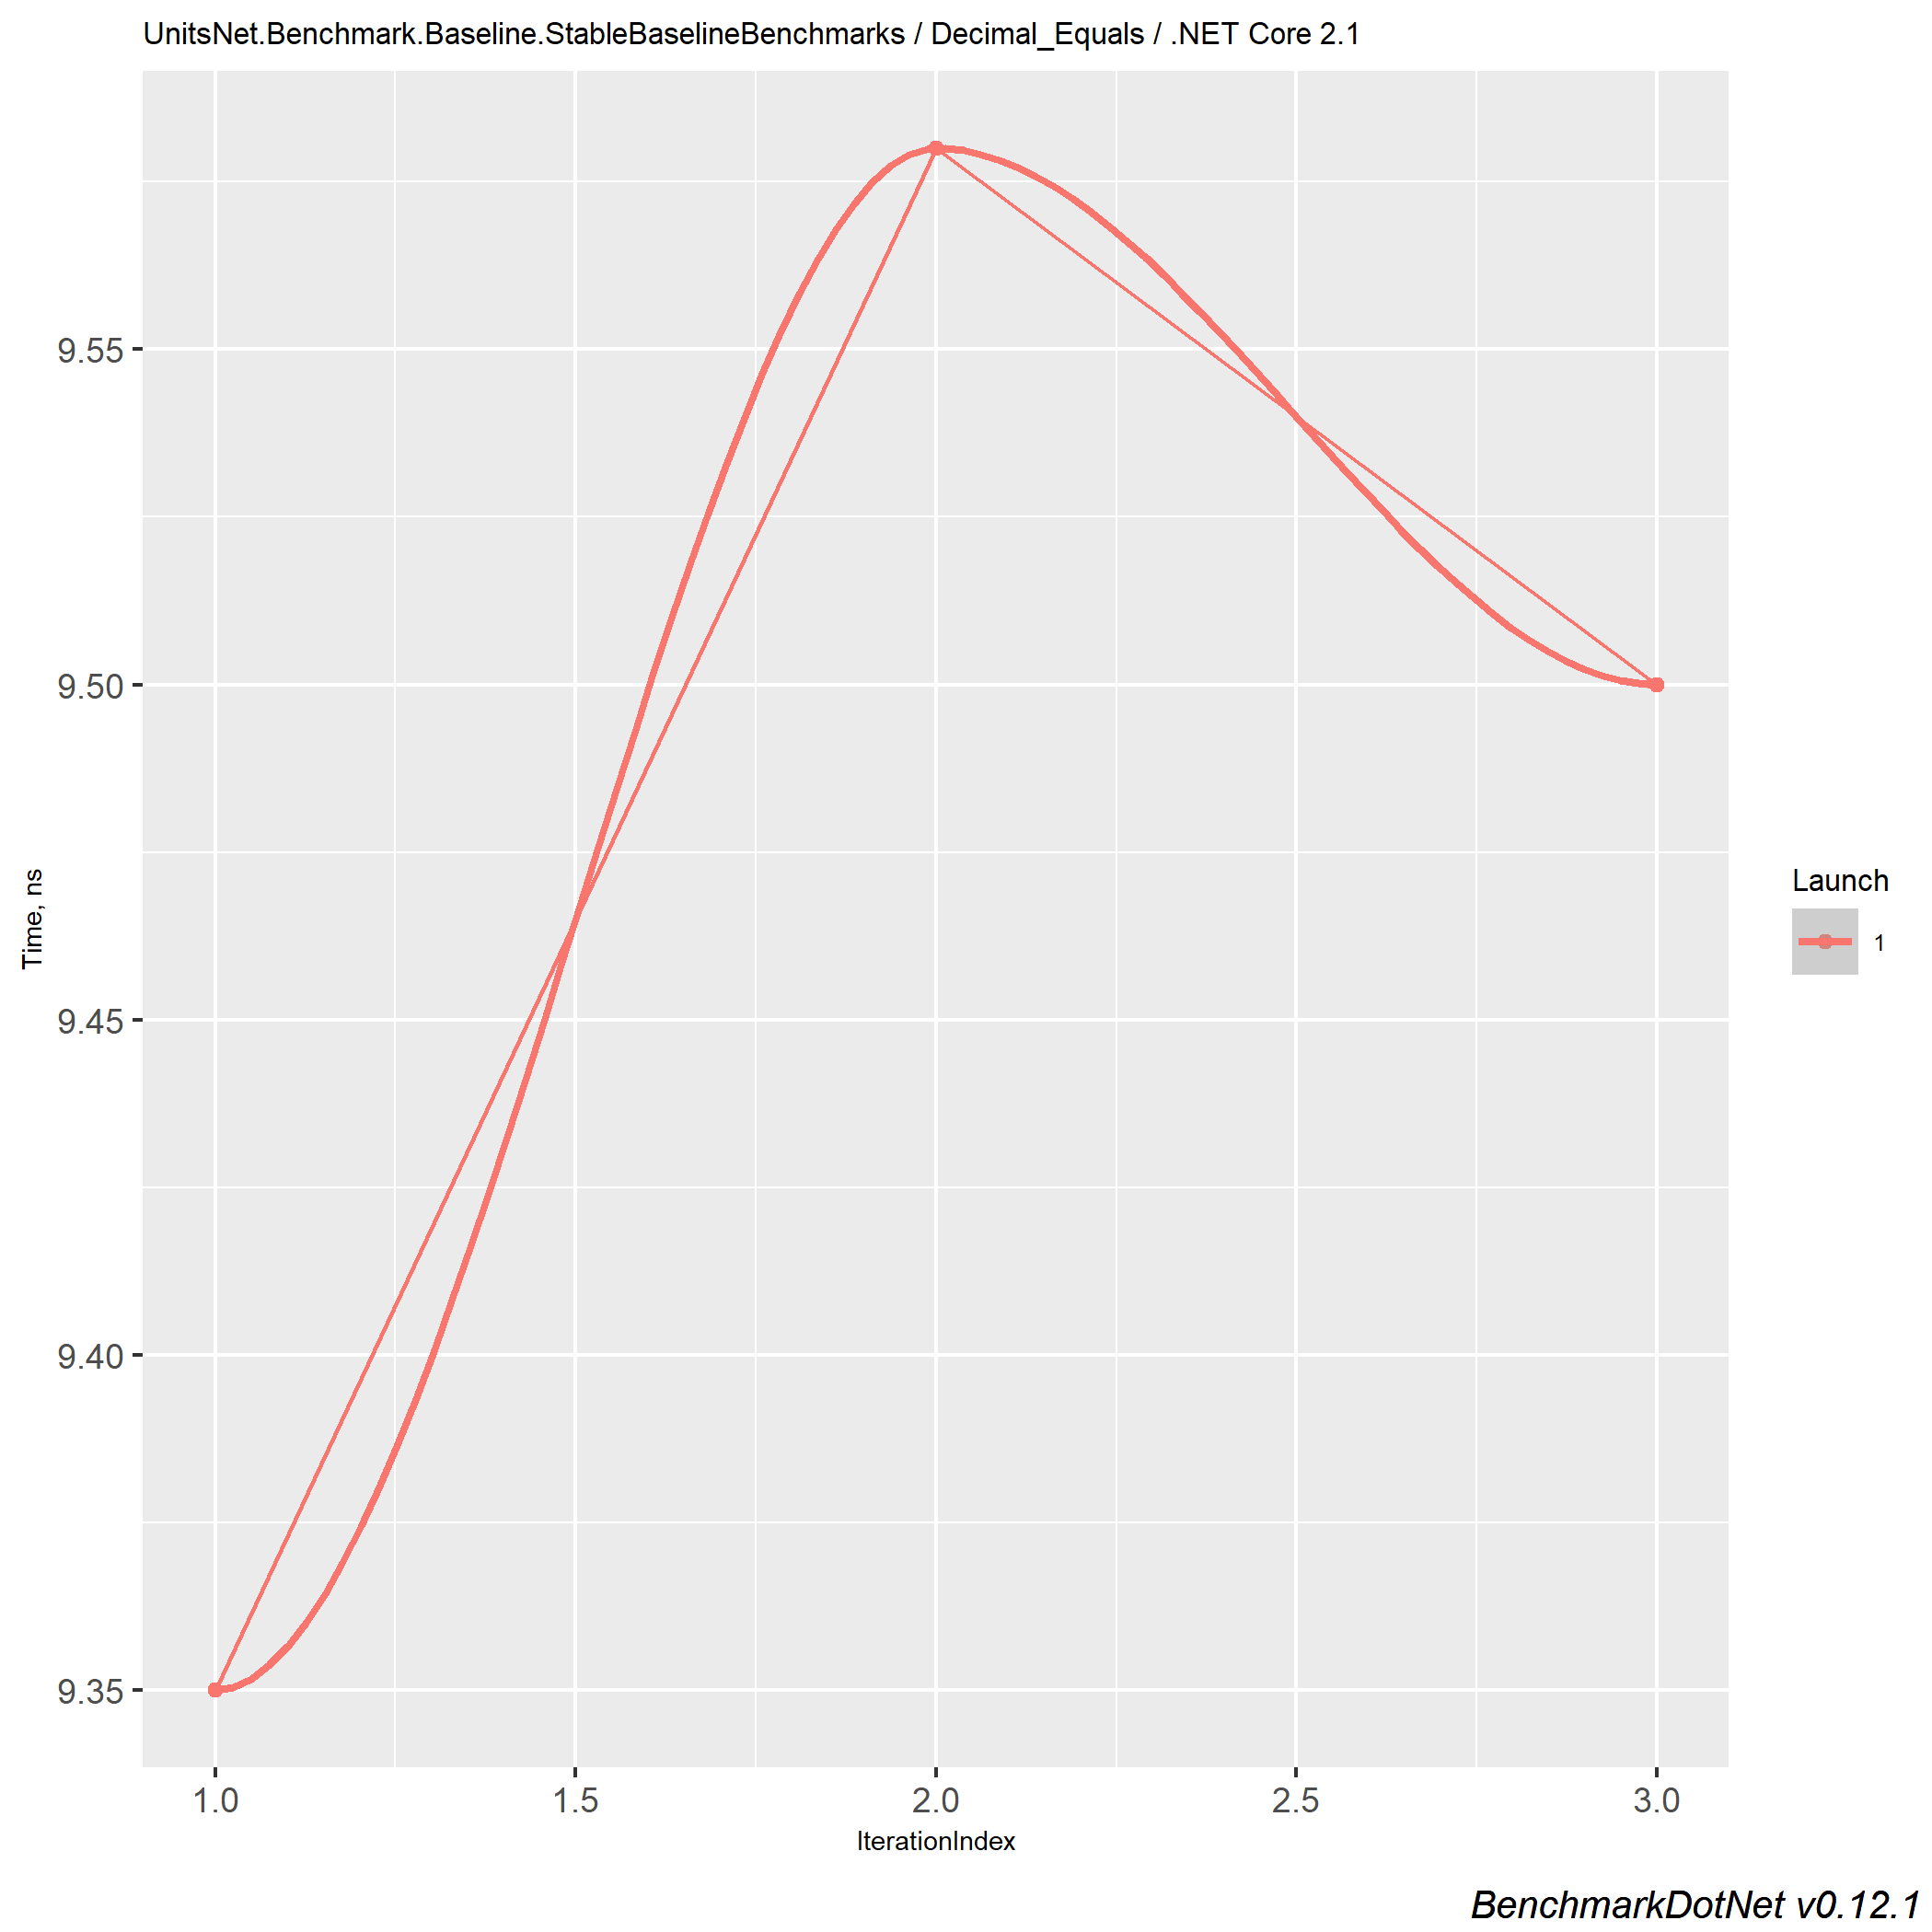 UnitsNet.Benchmark.Baseline.StableBaselineBenchmarks / Decimal_Equals / .NET Core 2.1
9.55
9.50
9.45
9.40
9.35
Time, ns
1.0 1.5 2.0 2.5 3.0
IterationIndex
Launch
1
BenchmarkDotNet v0.12.1